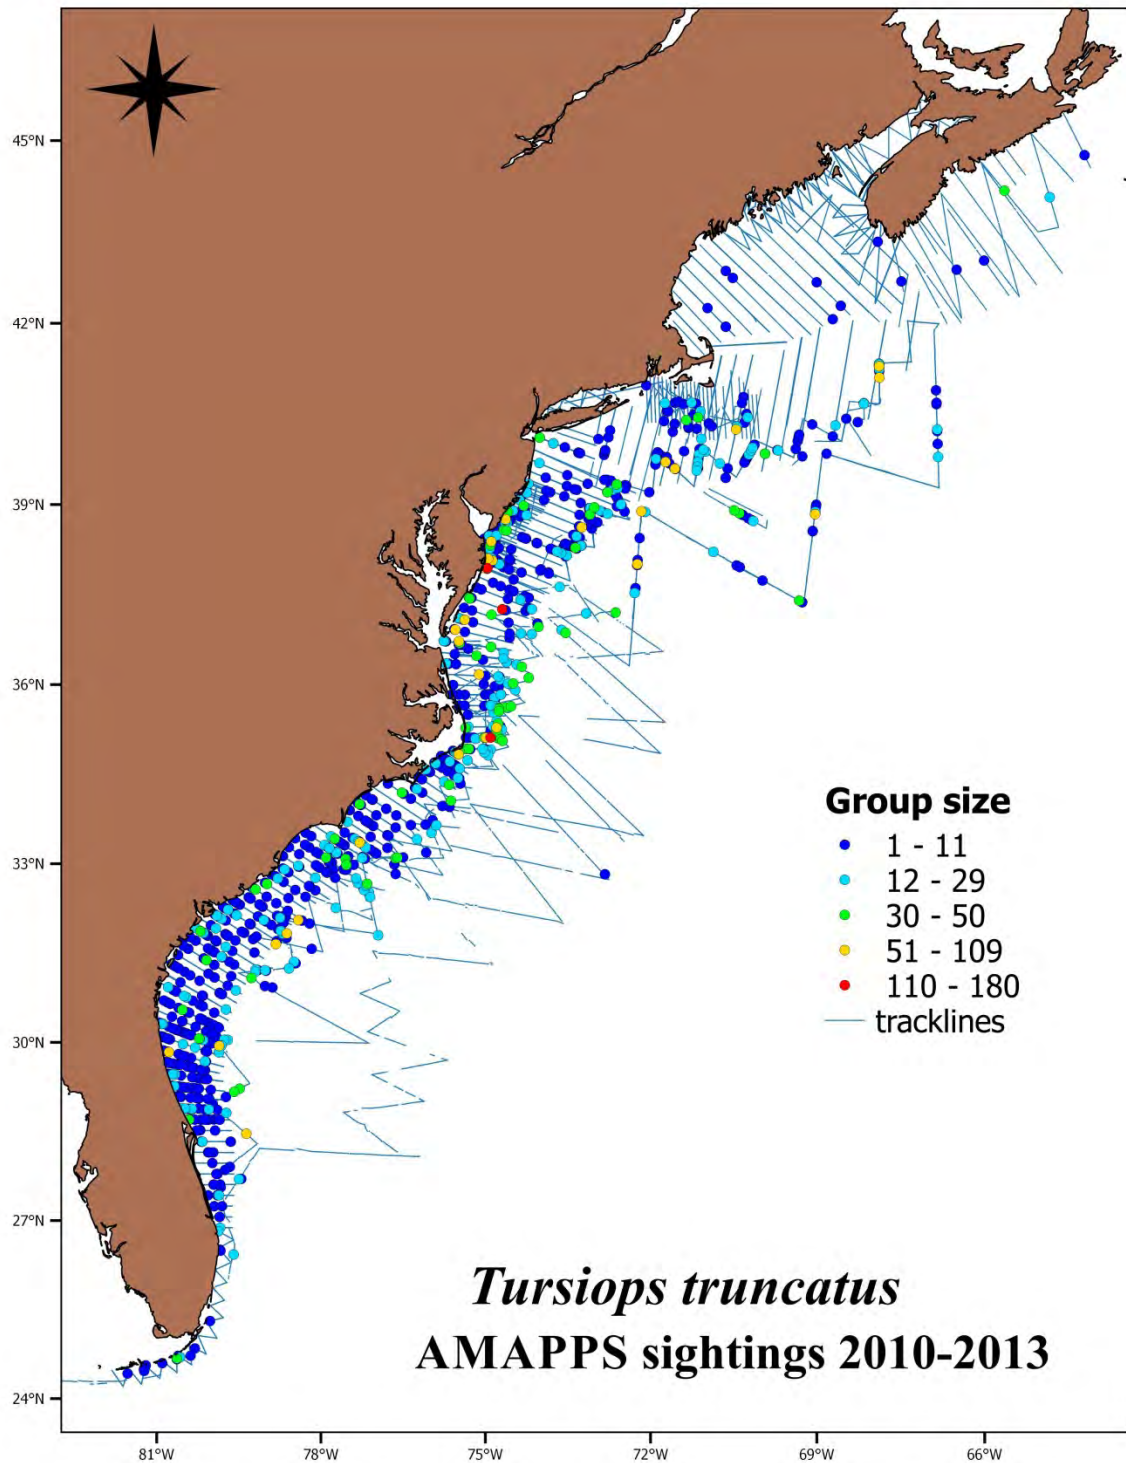 45°N
42°N
39°N
36°N
33°N
30°N
27°N
24°N
Group size
1 - 11
12 - 29
30 - 50
51 - 109
110 - 180
tracklines
Tursiops truncatus
AMAPPS sightings 2010-2013
81°W
78°W
75°W
72°W
69°W
66°W